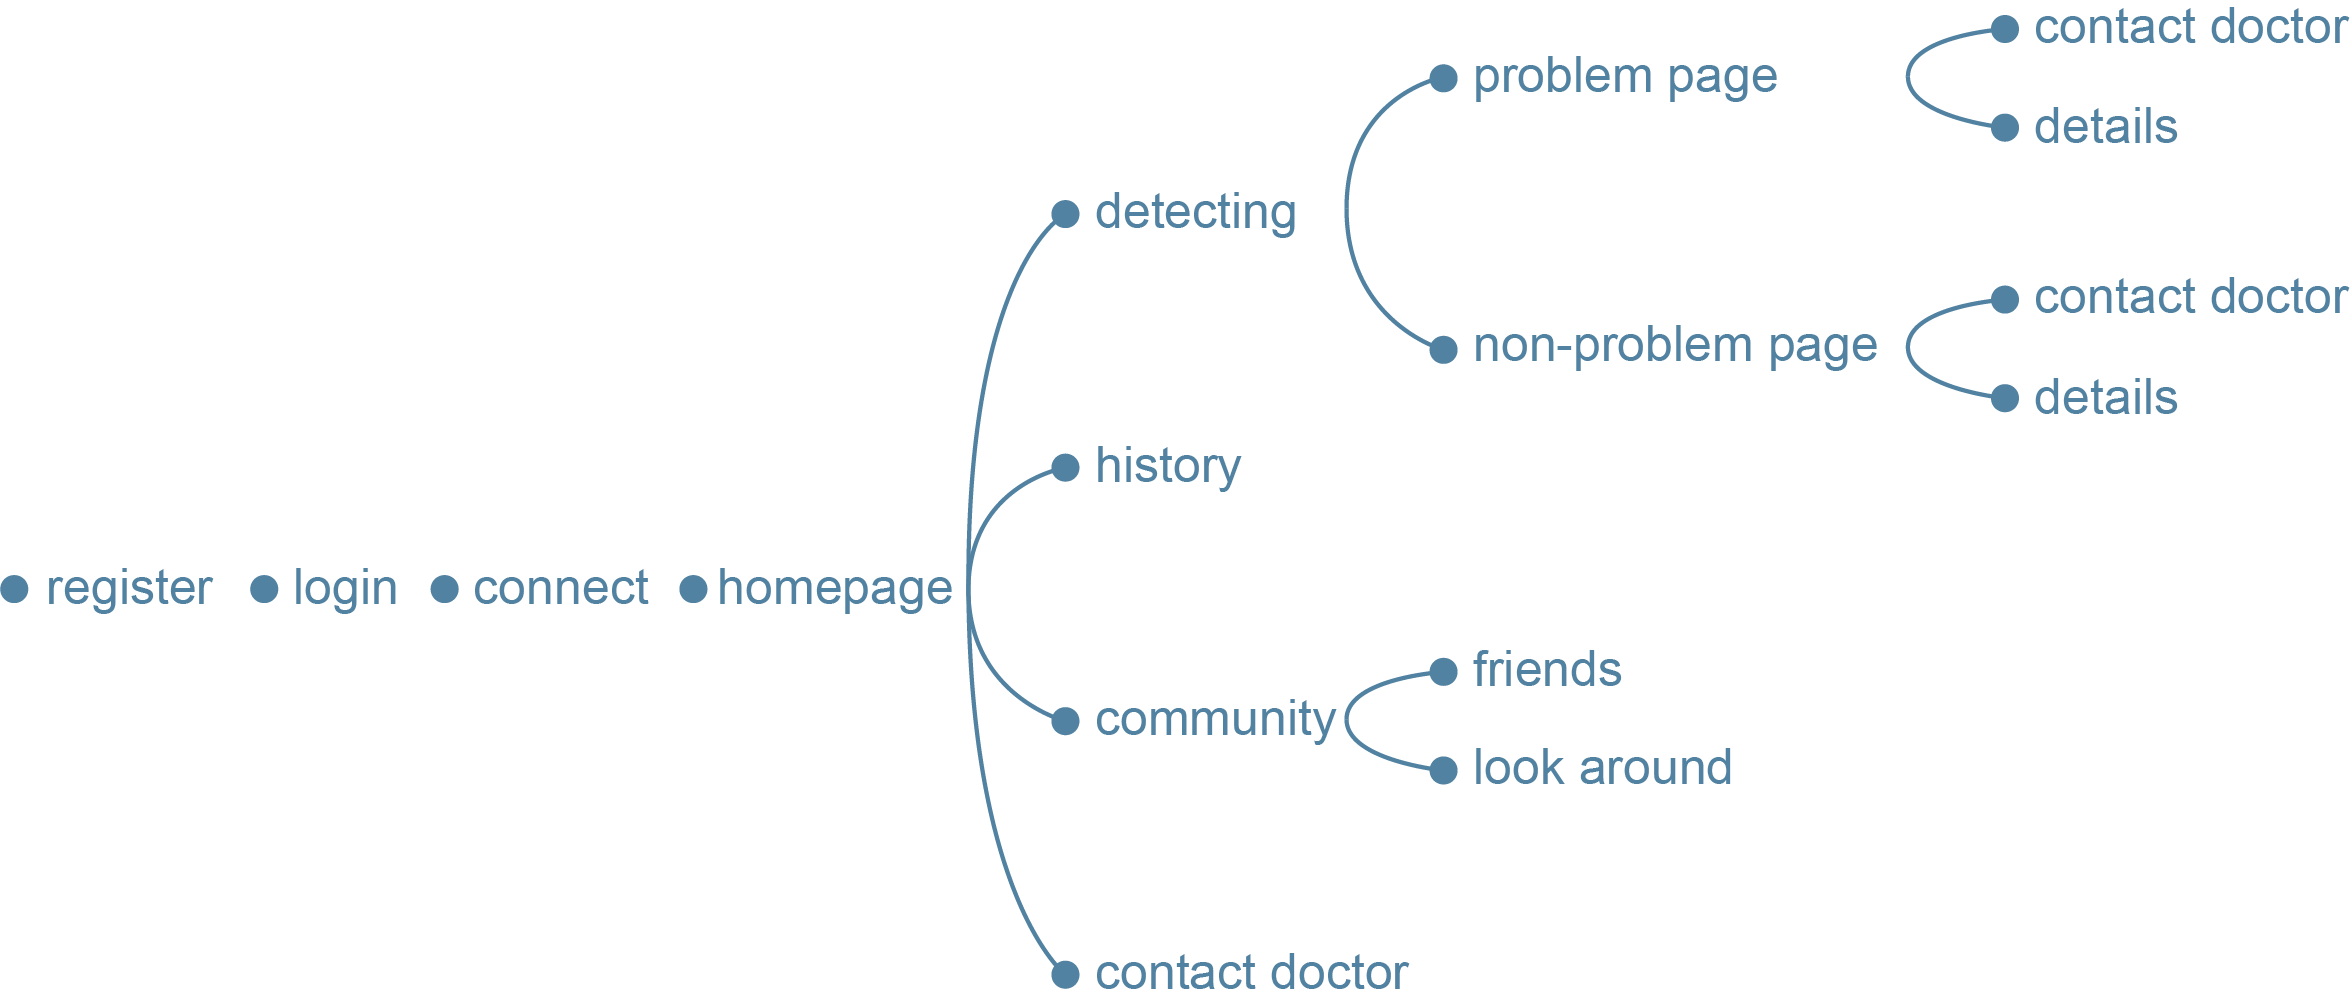 register
login
connect
homepage
detecting
problem page
contact doctor
details
non-problem page
contact doctor
details
history
community
friends
look around
contact doctor